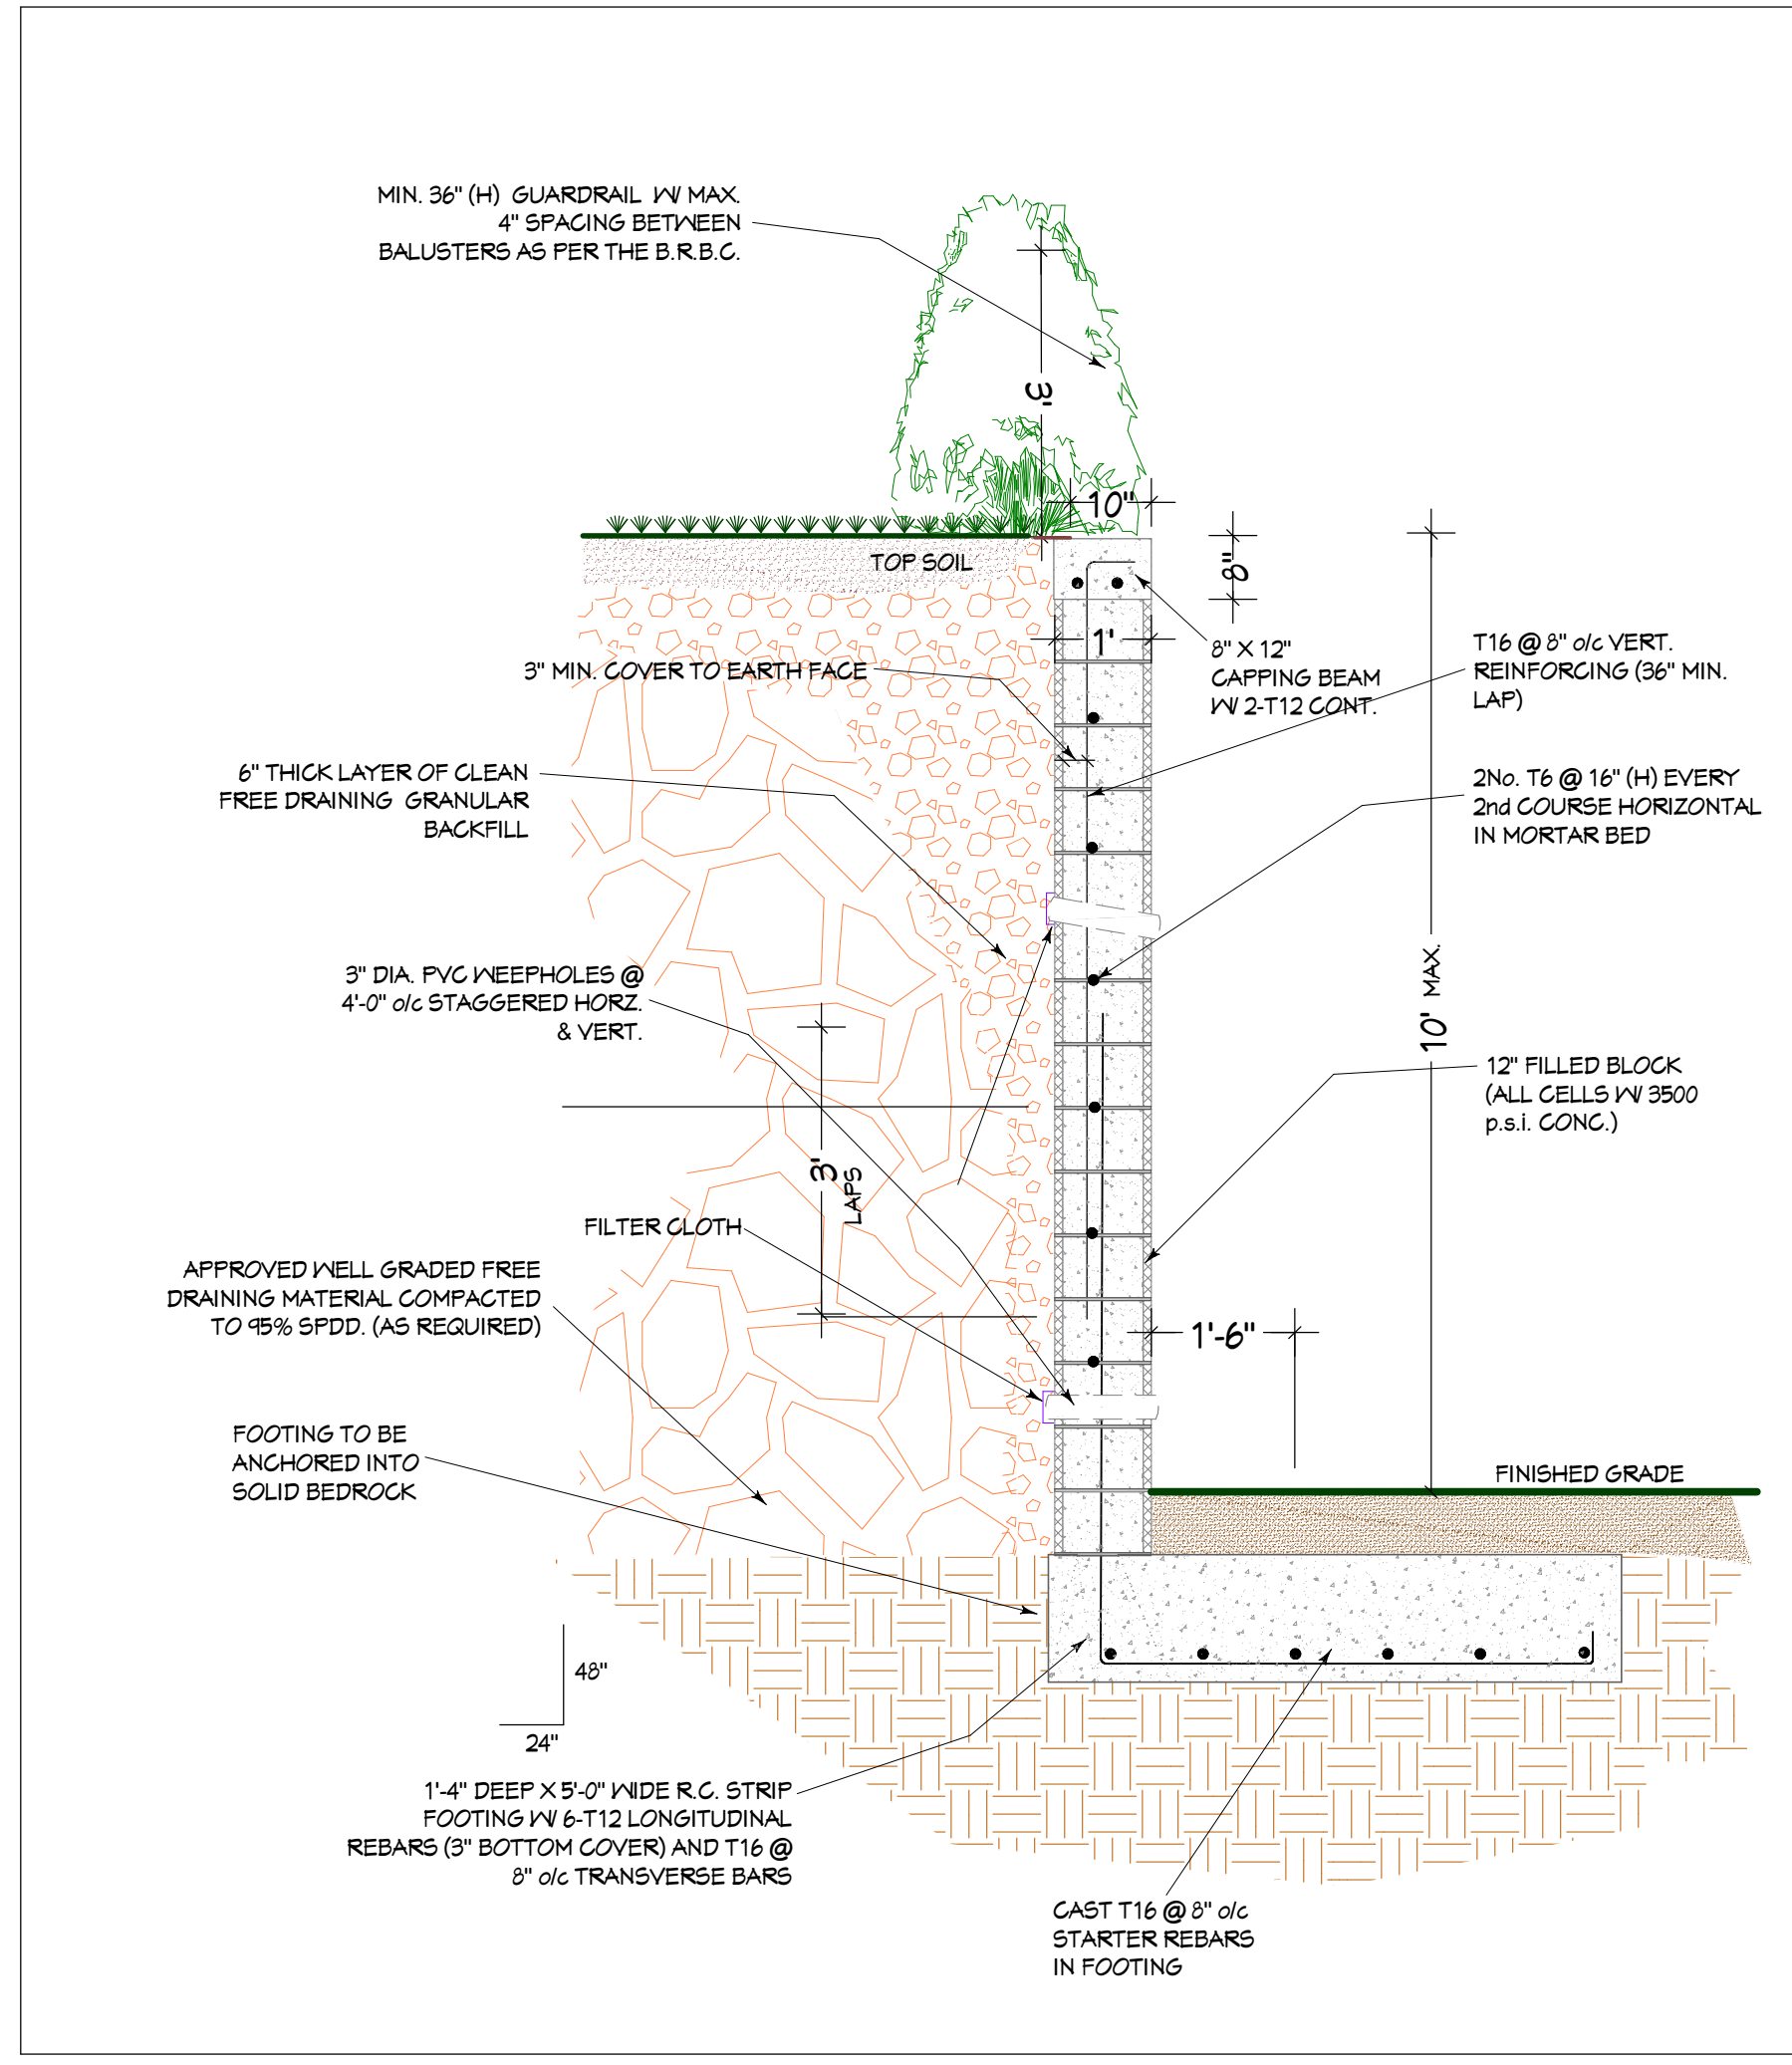 MIN. 36" (H) GUARDRAIL W/ MAX.
4" SPACING BETWEEN
BALUSTERS AS PER THE B.R.B.C.
3"
10"
TOP SOIL
8"
1'
8" X 12"
CAPPING BEAM
W/ 2-T12 CONT.
T16 @ 8" o/c VERT.
REINFORCING (36" MIN.
LAP)
3" MIN. COVER TO EARTH FACE
6" THICK LAYER OF CLEAN
FREE DRAINING GRANULAR
BACKFILL
2No. T6 @ 16" (H) EVERY
2nd COURSE HORIZONTAL
IN MORTAR BED
3" DIA. PVC WEEPHOLES @
4'-0" o/c STAGGERED HORZ.
& VERT.
10' MAX.
12" FILLED BLOCK
(ALL CELLS W/ 3500
p.s.i. CONC.)
3'
LAPS
FILTER CLOTH
APPROVED WELL GRADED FREE
DRAINING MATERIAL COMPACTED
TO 95% SPDD. (AS REQUIRED)
1'-6"
FOOTING TO BE
ANCHORED INTO
SOLID BEDROCK
FINISHED GRADE
48"
24"
1'-4" DEEP X 5'-0" WIDE R.C. STRIP
FOOTING W/ 6-T12 LONGITUDINAL
REBARS (3" BOTTOM COVER) AND T16 @
8" o/c TRANSVERSE BARS
CAST T16 @ 8" o/c
STARTER REBARS
IN FOOTING